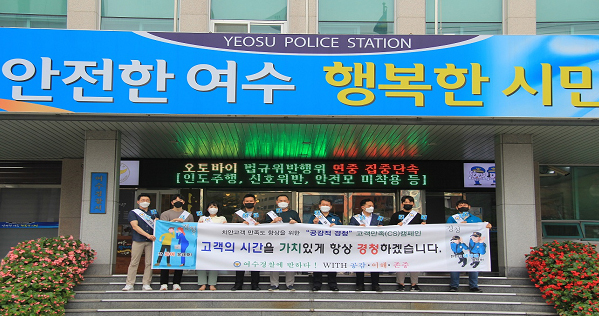 YEOSU POLICE STATION
안전한 여수 행복한 시민
오토바이 법규위반행위 연중 집중단속
[인도주행, 신호위반, 안전모 미착용 등]
치안고객 만족도 향상을 위한 "공감적 경청" 고객만족(CS)캠페인
고객의 시간을 가치있게 항상 경청하겠습니다.
여수경찰에 반하다! WITH 공감·이해·존중